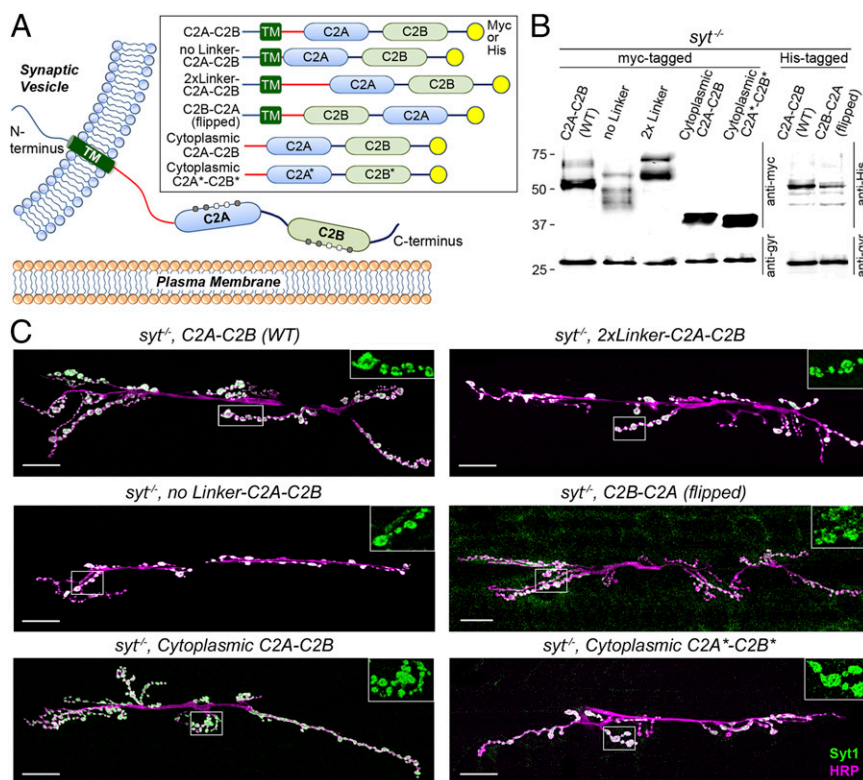 A
Synaptic
Vesicle
N-
terminus
TM
C2A
C2B
C-terminus
Plasma Membrane
C2A-C2B TM C2A C2B Myc
or
His
no Linker-
C2A-C2B TM C2A C2B
2xLinker-
C2A-C2B TM C2A C2B
C2B-C2A
(flipped) TM C2B C2A
Cytoplasmic
C2A-C2B C2A C2B
Cytoplasmic
C2A*-C2B* C2A* C2B*
B
syt-/-
myc-tagged His-tagged
C2A-C2B
(WT)
no Linker
2x Linker
Cytoplasmic
C2A-C2B
Cytoplasmic
C2A*-C2B*
C2A-C2B
(WT)
C2B-C2A
(flipped)
75 -
50 -
37 -
25 -
anti-myc
anti-gyr
anti-His
anti-gyr
C
syt-/-, C2A-C2B (WT)
syt-/-, 2xLinker-C2A-C2B
syt-/-, no Linker-C2A-C2B
syt-/-, C2B-C2A (flipped)
syt-/-, Cytoplasmic C2A-C2B
syt-/-, Cytoplasmic C2A*-C2B*
Syt1
HRP